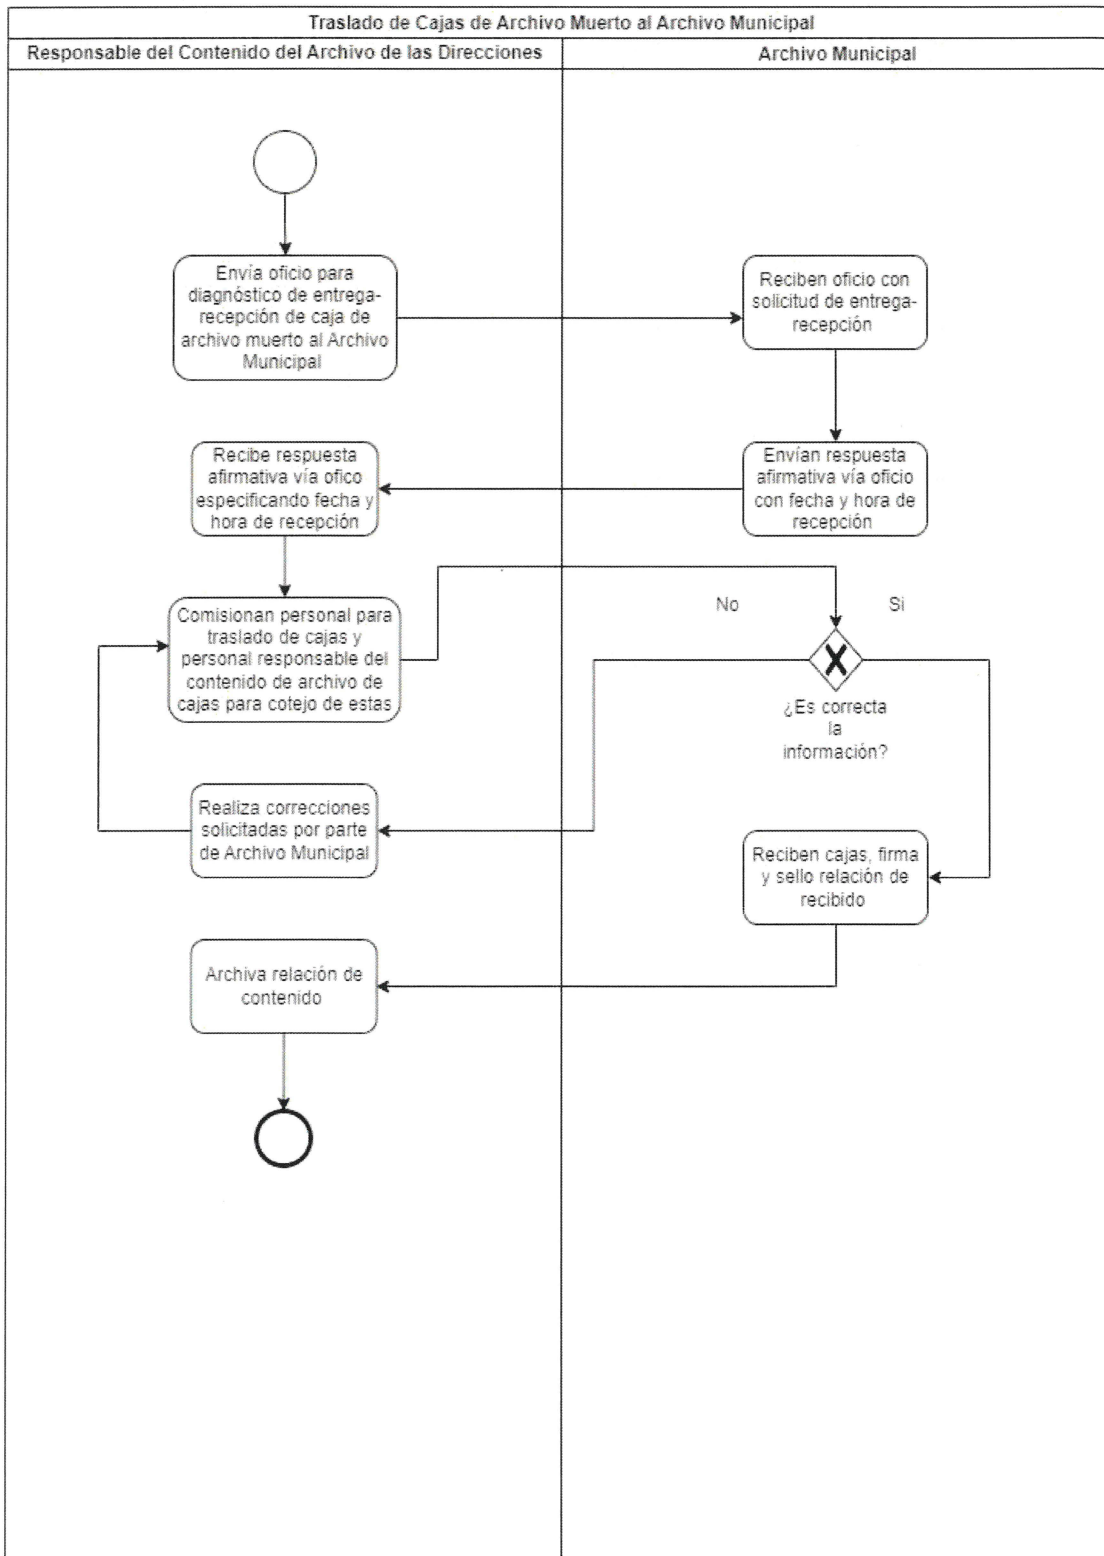 Traslado de Cajas de Archivo Muerto al Archivo Municipal
Responsable del Contenido del Archivo de las Direcciones
Archivo Municipal
Envía oficio para
diagnóstico de entrega-
recepción de caja de
archivo muerto al Archivo
Municipal
Reciben oficio con
solicitud de entrega-
recepción
Envían respuesta
afirmativa vía oficio
con fecha y hora de
recepción
Recibe respuesta
afirmativa vía ofico
especificando fecha y
hora de recepción
Comisionan personal para
traslado de cajas y
personal responsable del
contenido de archivo de
cajas para cotejo de estas
No
Si
¿Es correcta
la
información?
Realiza correcciones
solicitadas por parte
de Archivo Municipal
Reciben cajas, firma
y sello relación de
recibido
Archiva relación de
contenido